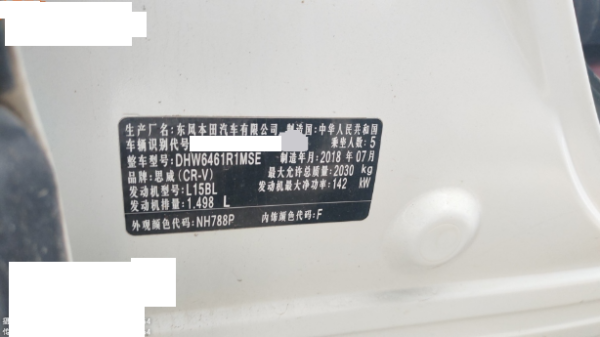 生产厂名:东风本田汽车有限公司 制造国:中华人民共和国
车辆识别代号 乘坐人数:5
整车型号:DHW6461R1MSE 制造年月:2018年07月
品牌:思威(CR-V) 最大允许总质量:2030 kg
发动机型号:L15BL 发动机最大净功率:142 kW
发动机排量:1.498 L
外观颜色代码:NH788P 内饰颜色代码:F